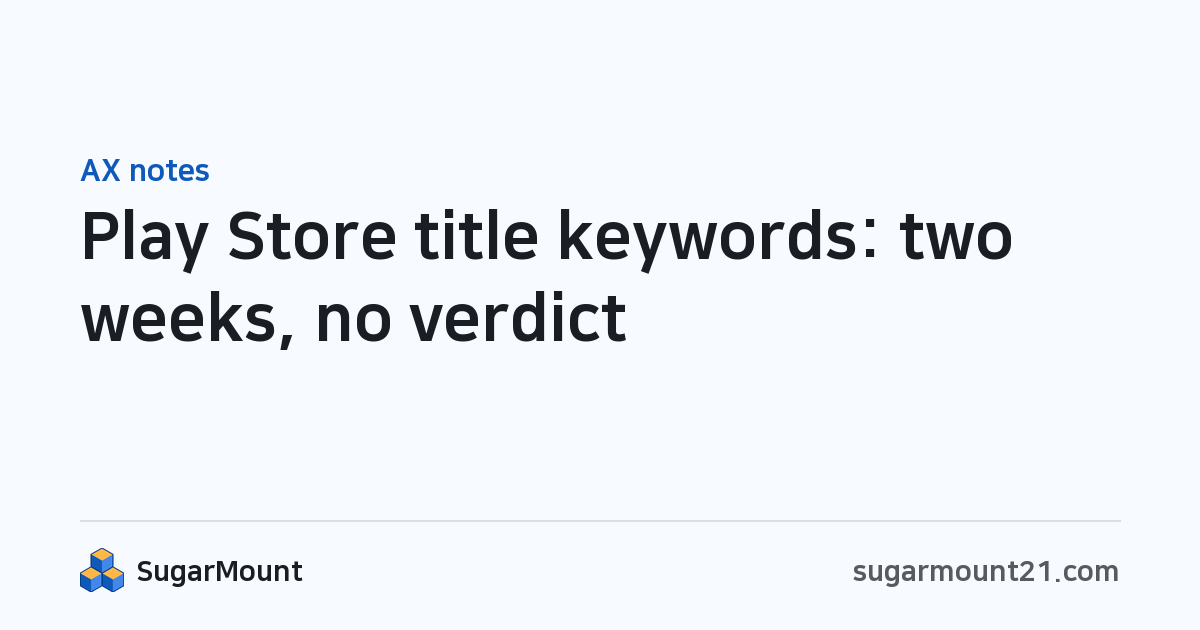 AX notes
Play Store title keywords: two
weeks, no verdict
SugarMount
sugarmount21.com